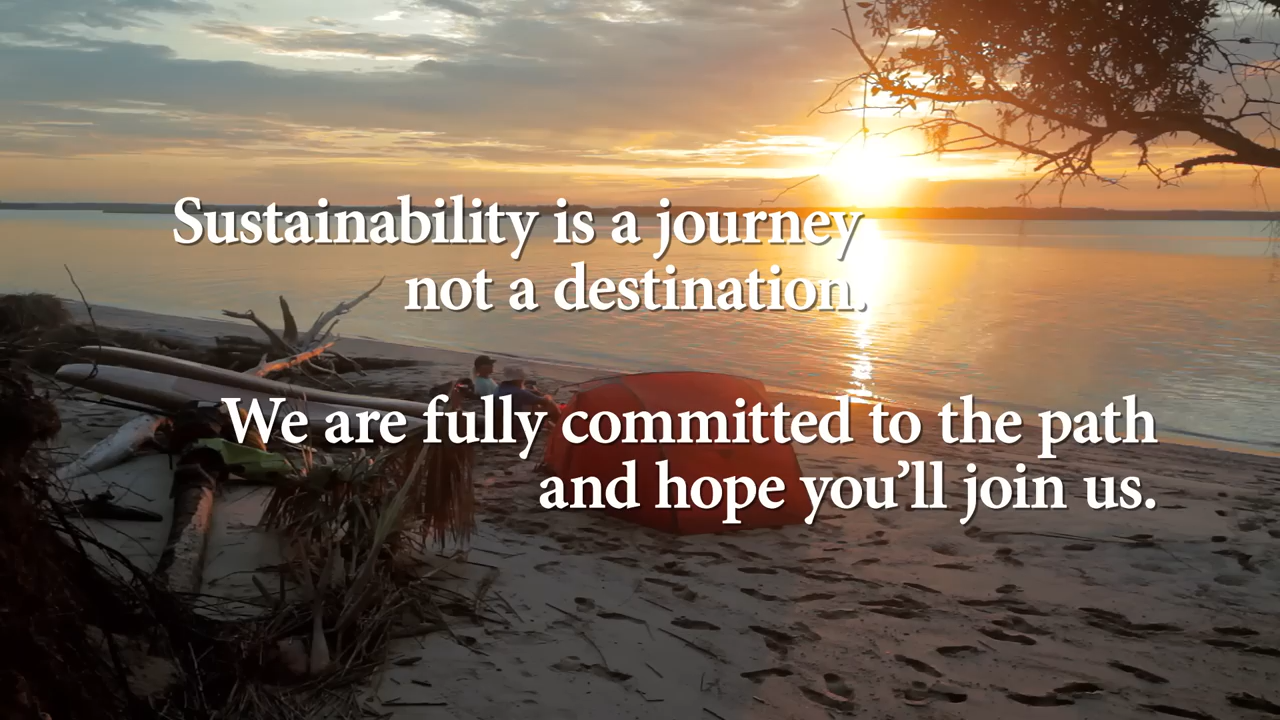 Sustainability is a journey
not a destination.
We are fully committed to the path
and hope you’ll join us.